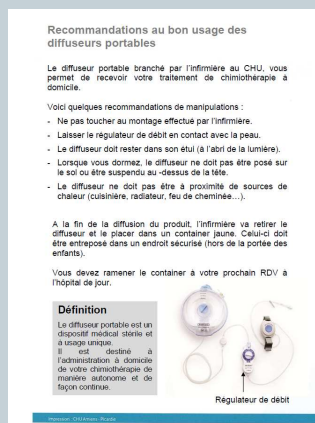 Recommandations au bon usage des
diffuseurs portables
Le diffuseur portable branché par l'infirmière au CHU, vous
permet de recevoir votre traitement de chimiothérapie à
domicile.
Voici quelques recommandations de manipulations :
- Ne pas toucher au montage effectué par l'infirmière.
- Laisser le régulateur de débit en contact avec la peau.
- Le diffuseur doit rester dans son étui (à l'abri de la lumière).
- Lorsque vous dormez, le diffuseur ne doit pas être posé sur
le sol ou être suspendu au -dessus de la tête.
- Le diffuseur ne doit pas être à proximité de sources de
chaleur (cuisinière, radiateur, feu de cheminée…).
A la fin de la diffusion du produit, l'infirmière va retirer le
diffuseur et le placer dans un container jaune. Celui-ci doit
être entreposé dans un endroit sécurisé (hors de la portée des
enfants).
Vous devez ramener le container à votre prochain RDV à
l'hôpital de jour.
Définition
Le diffuseur portable est un
dispositif médical stérile et
à usage unique.
Il est destiné à
l'administration à domicile
de votre chimiothérapie de
manière autonome et de
façon continue.
Régulateur de débit
Impression : CHU Amiens - Picardie